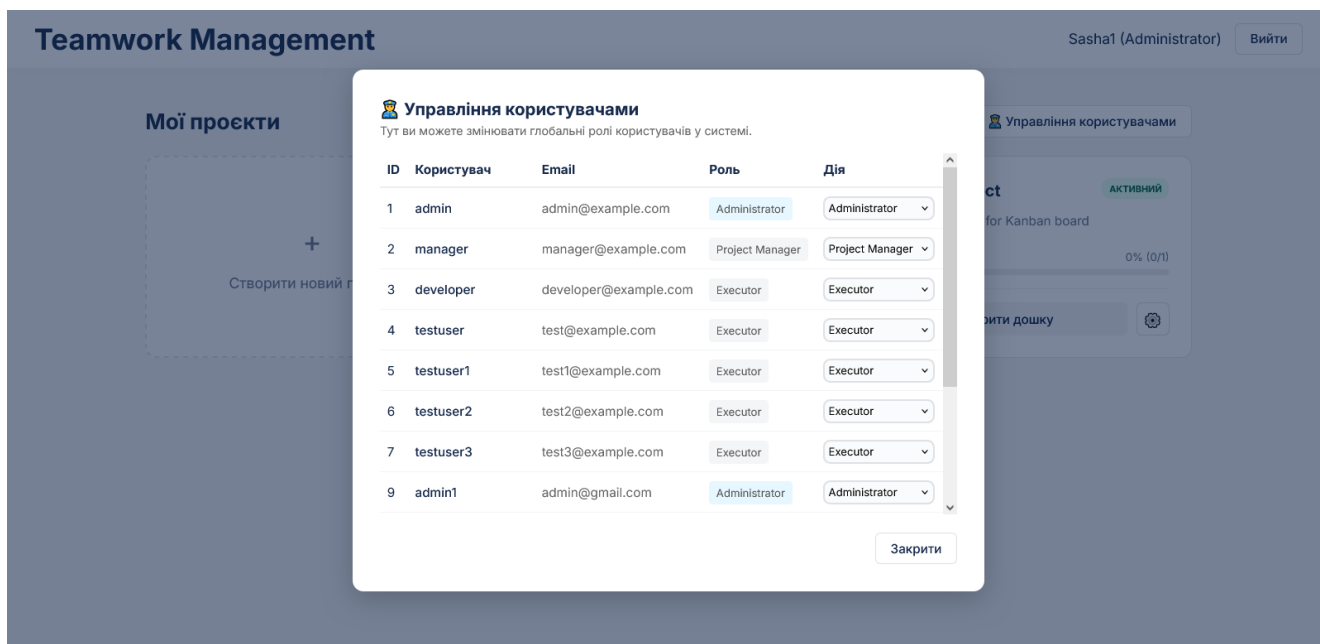 Teamwork Management
Sasha1 (Administrator) Вийти
Мої проєкти
Управління користувачами
Створити новий
ct АКТИВНИЙ
for Kanban board
0% (0/1)
рити дошку
Управління користувачами
Тут ви можете змінювати глобальні ролі користувачів у системі.
ID Користувач Email Роль Дія
1 admin admin@example.com Administrator Administrator
2 manager manager@example.com Project Manager Project Manager
3 developer developer@example.com Executor Executor
4 testuser test@example.com Executor Executor
5 testuser1 test1@example.com Executor Executor
6 testuser2 test2@example.com Executor Executor
7 testuser3 test3@example.com Executor Executor
9 admin1 admin@gmail.com Administrator Administrator
Закрити